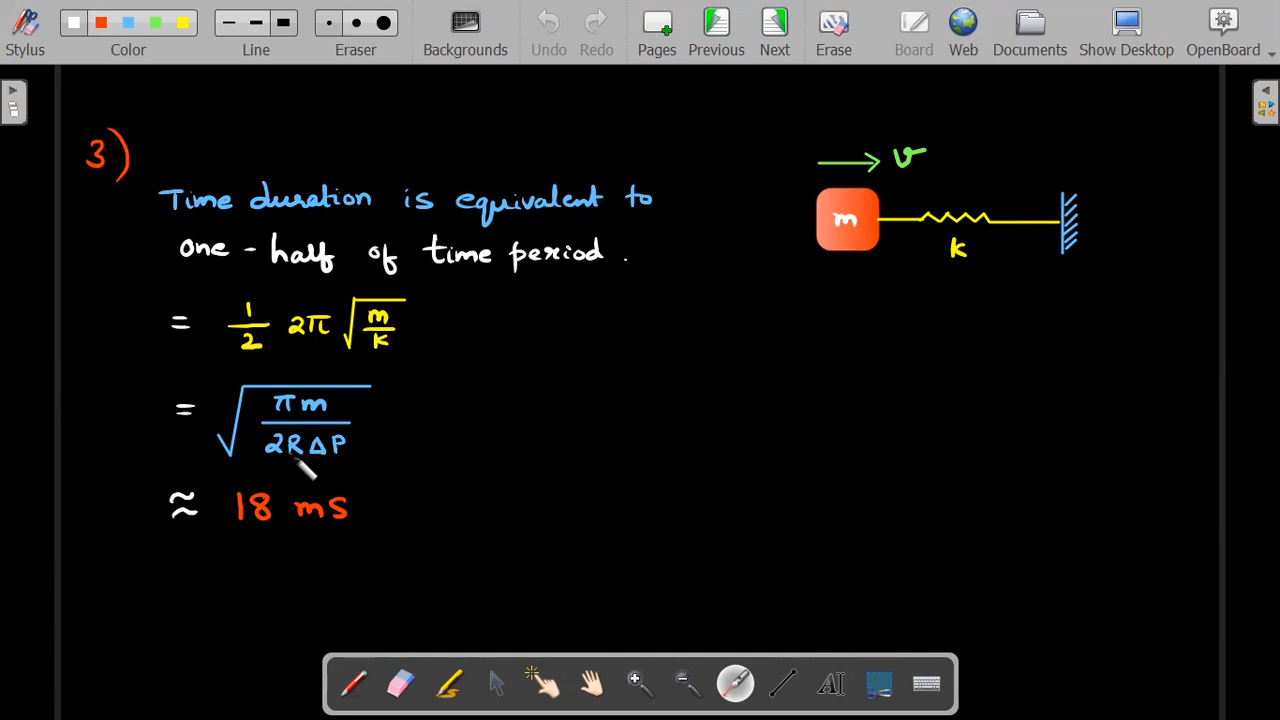 Stylus
Color
Line
Eraser
Backgrounds
Undo
Redo
Pages
Previous
Next
Erase
Board
Web
Documents
Show Desktop
OpenBoard
3)
Time duration is equivalent to
one-half of time period.
= 1/2 2π √(m/k)
= √(πm/2RΔP)
≈ 18 ms
v
m
k
AI